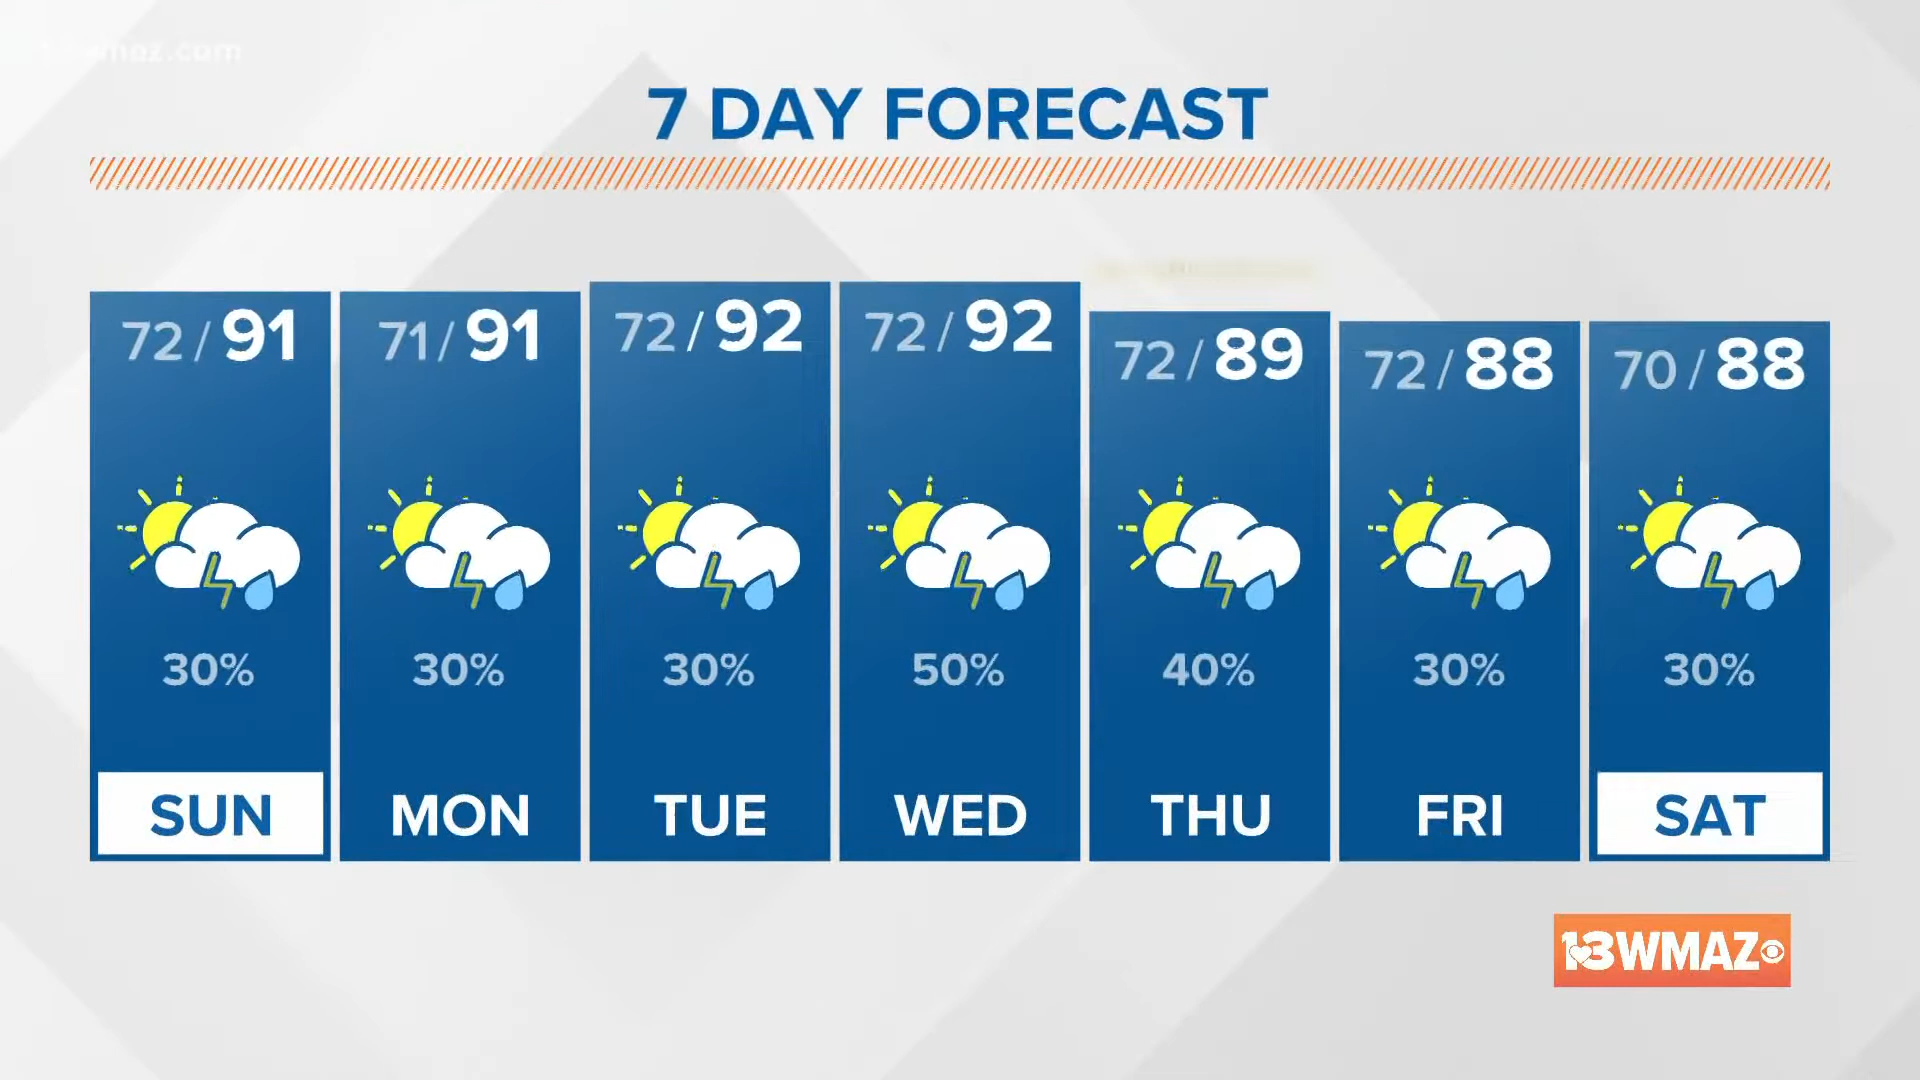 7 DAY FORECAST
72 / 91 71 / 91 72 / 92 72 / 92 72 / 89 72 / 88 70 / 88
30% 30% 30% 50% 40% 30% 30%
SUN MON TUE WED THU FRI SAT
13WMAZ